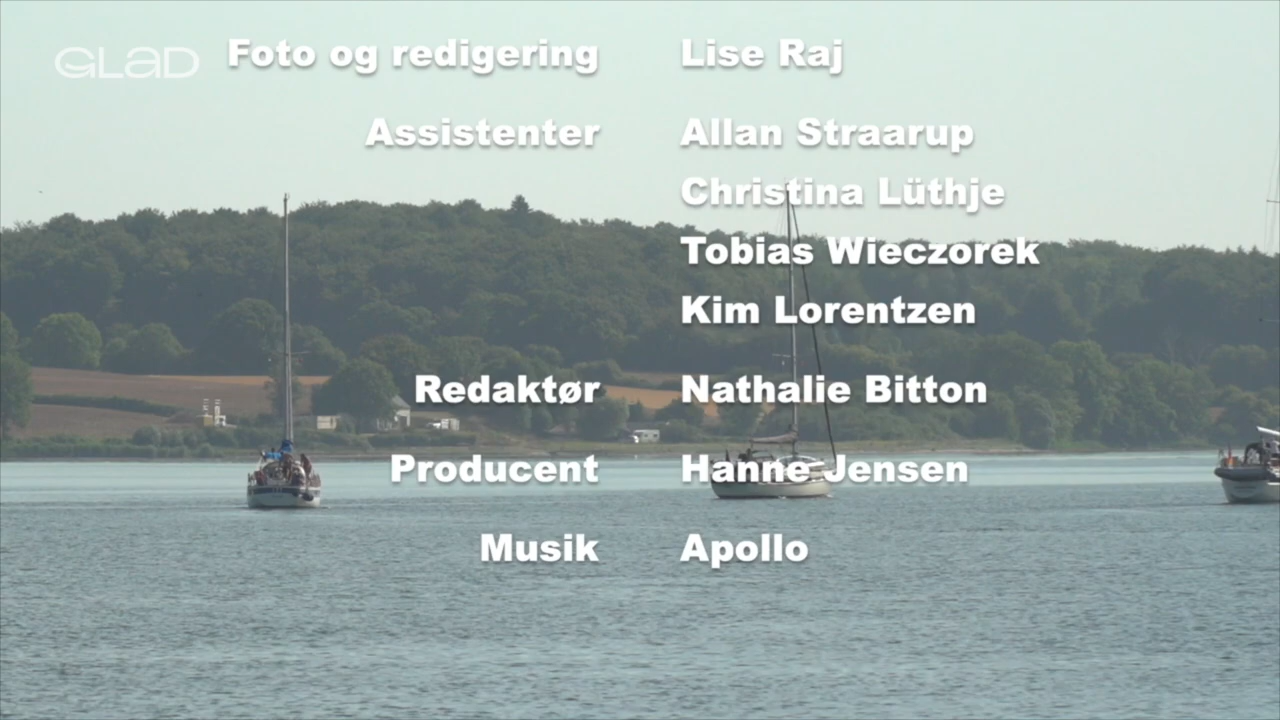 GLAD
Foto og redigering Lise Raj
Assistenter Allan Straarup
Christina Lüthje
Tobias Wieczorek
Kim Lorentzen
Redaktør Nathalie Bitton
Producent Hanne Jensen
Musik Apollo